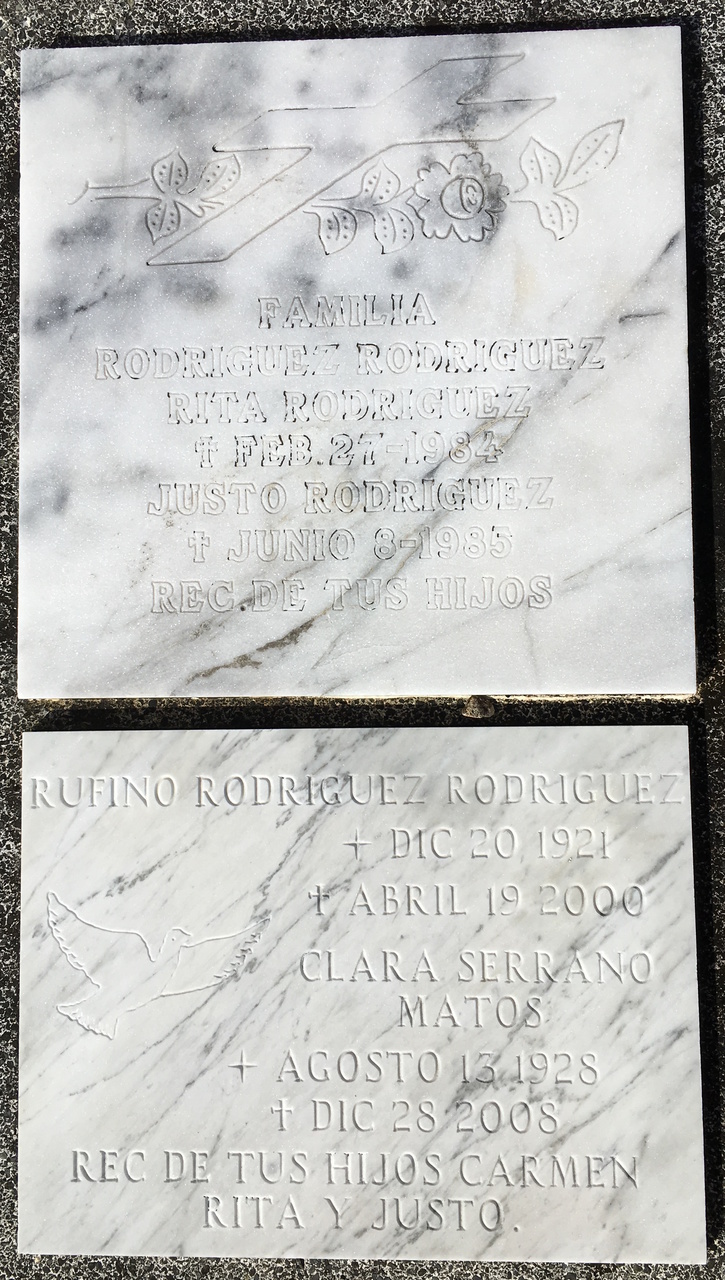 FAMILIA
RODRIGUEZ RODRIGUEZ
RITA RODRIGUEZ
✝ FEB.27-1984
JUSTO RODRIGUEZ
✝ JUNIO 8-1985
REC.DE TUS HIJOS
RUFINO RODRIGUEZ RODRIGUEZ
+ DIC 20 1921
✝ ABRIL 19 2000
CLARA SERRANO
MATOS
+ AGOSTO 13 1928
✝ DIC 28 2008
REC DE TUS HIJOS CARMEN
RITA Y JUSTO.